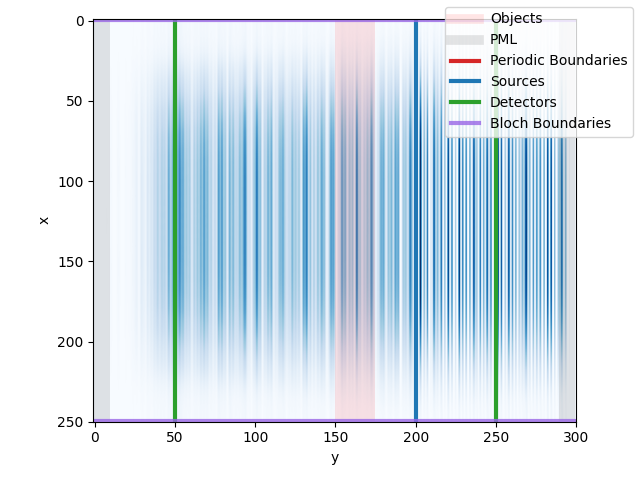 Objects
PML
Periodic Boundaries
Sources
Detectors
Bloch Boundaries
0
50
100
150
200
250
x
0 50 100 150 200 250 300
y